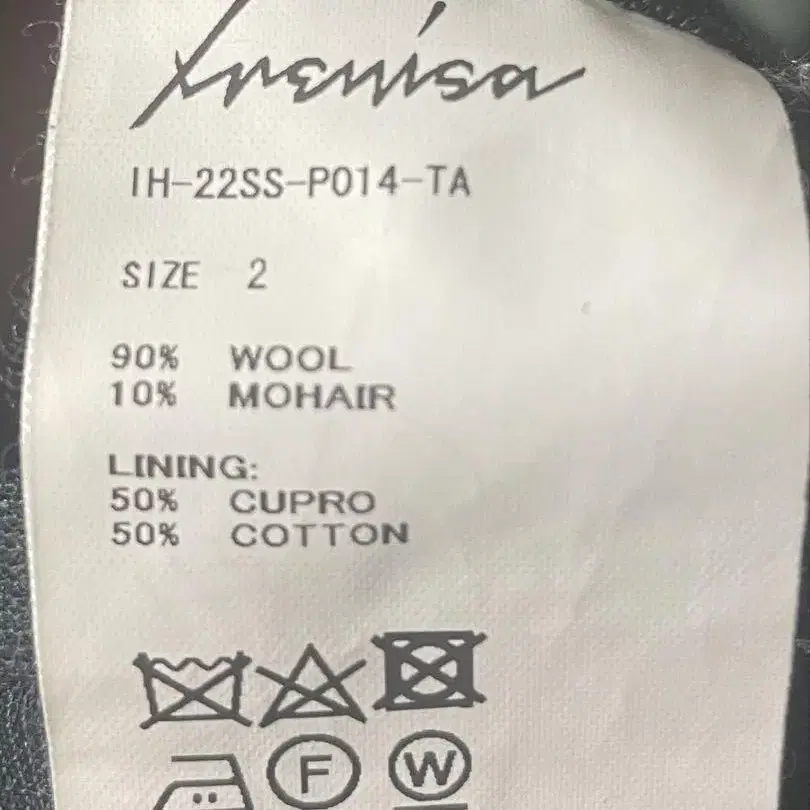 Irenisa
IH-22SS-P014-TA
SIZE 2
90% WOOL
10% MOHAIR
LINING:
50% CUPRO
50% COTTON
F W